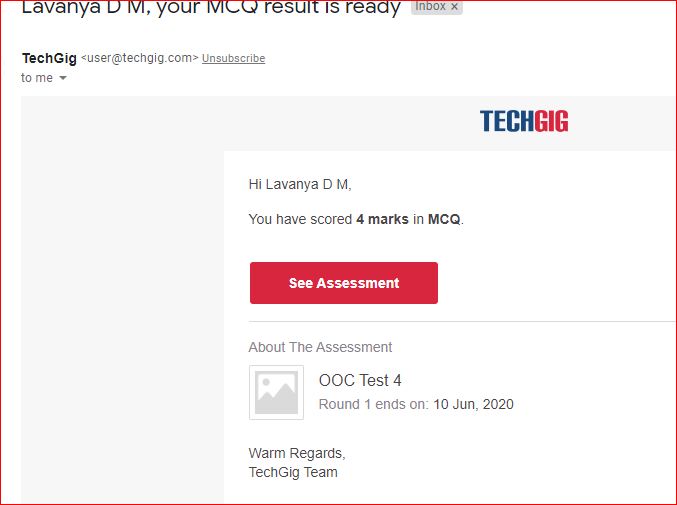 Lavanya D M, your MCQ result is ready Inbox ×
TechGig <user@techgig.com> Unsubscribe
to me
TECHGIG
Hi Lavanya D M,
You have scored 4 marks in MCQ.
See Assessment
About The Assessment
OOC Test 4
Round 1 ends on: 10 Jun, 2020
Warm Regards,
TechGig Team